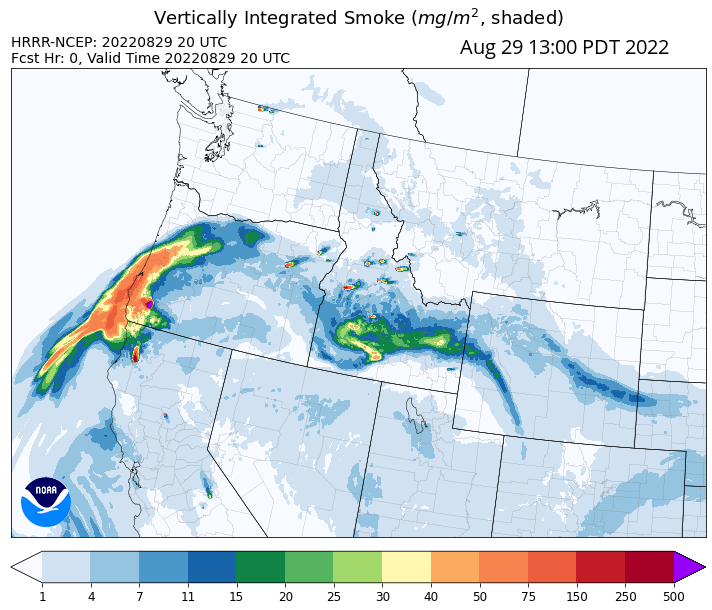 Vertically Integrated Smoke (mg/m², shaded)
HRRR-NCEP: 20220829 20 UTC
Aug 29 13:00 PDT 2022
Fcst Hr: 0, Valid Time 20220829 20 UTC
NOAA
1 4 7 11 15 20 25 30 40 50 75 150 250 500